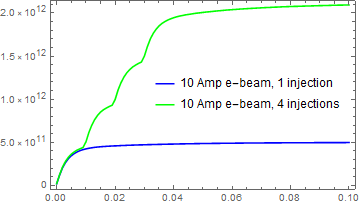 2.0 × 10¹²
1.5 × 10¹²
10 Amp e-beam, 1 injection
1.0 × 10¹²
10 Amp e-beam, 4 injections
5.0 × 10¹¹
0
0.00 0.02 0.04 0.06 0.08 0.10